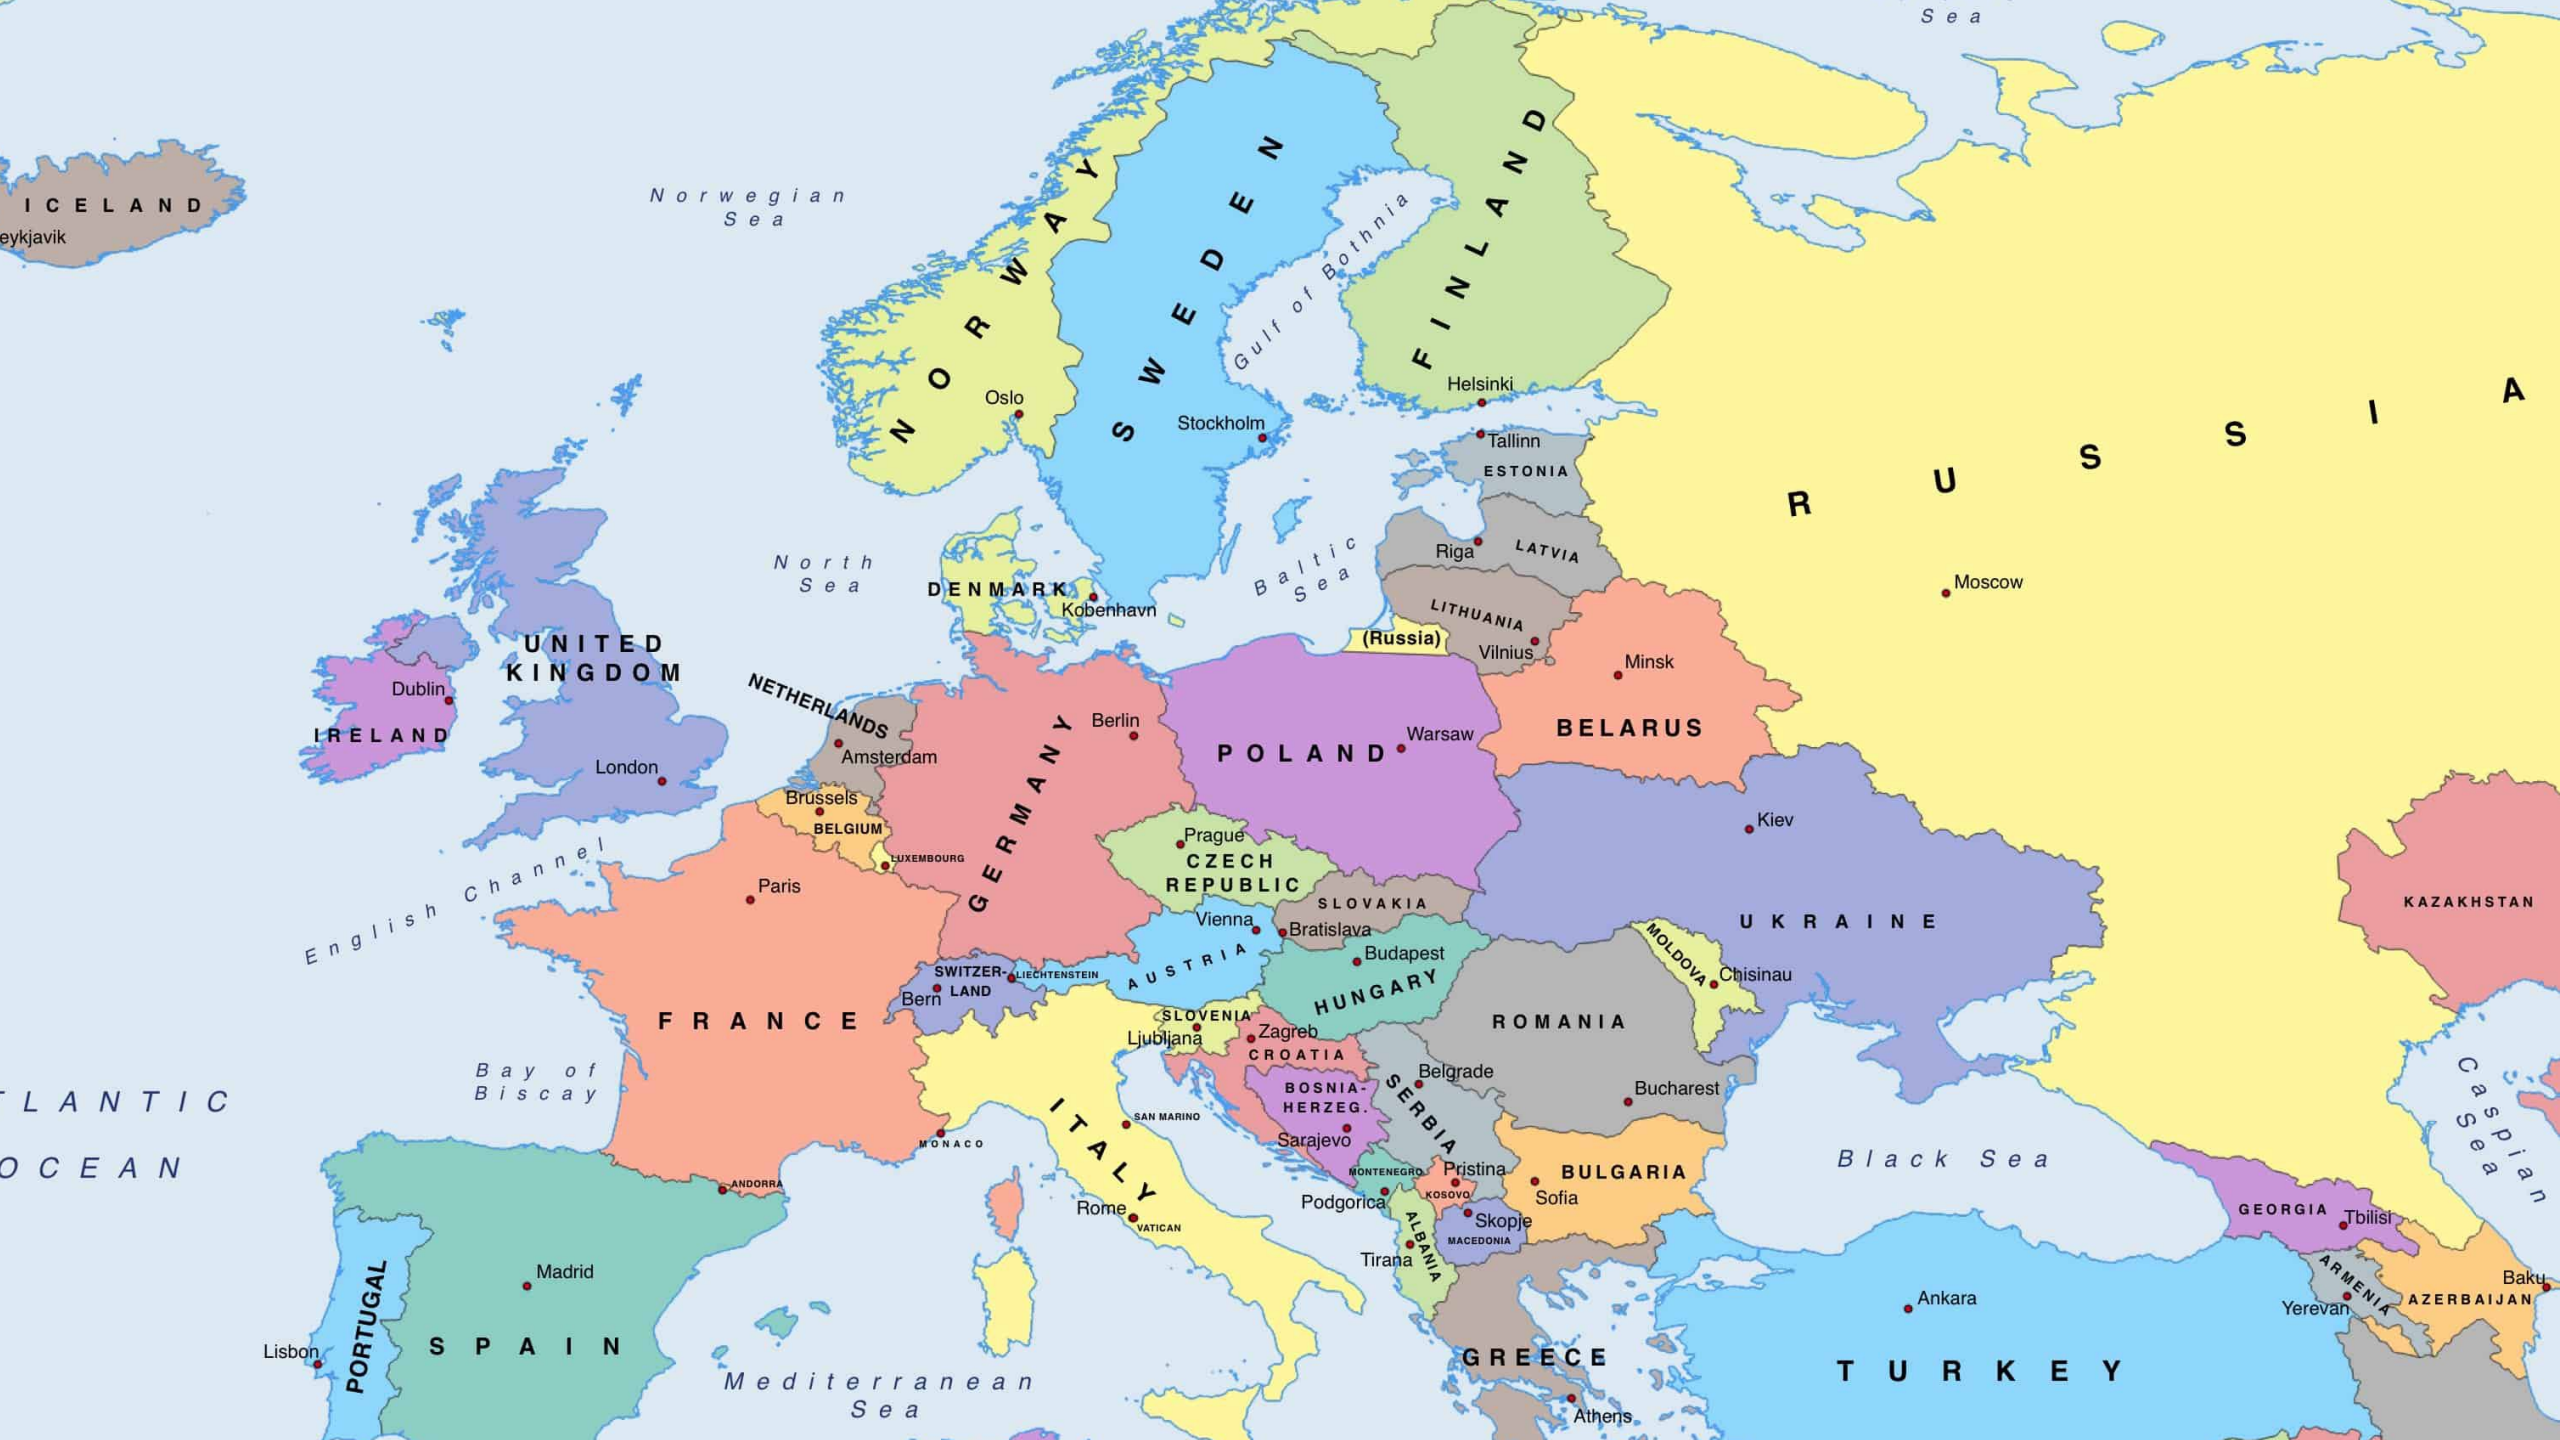 Sea
ICELAND
eykjavik
Norwegian
Sea
NORWAY
SWEDEN
FINLAND
Gulf of Bothnia
Oslo
Stockholm
Helsinki
Tallinn
ESTONIA
RUSSIA
North
Sea
Baltic
Sea
Riga
LATVIA
DENMARK
Kobenhavn
LITHUANIA
Vilnius
(Russia)
Moscow
Minsk
BELARUS
UNITED
KINGDOM
Dublin
IRELAND
London
NETHERLANDS
Amsterdam
Berlin
GERMANY
POLAND
Warsaw
Brussels
BELGIUM
LUXEMBOURG
English Channel
Paris
FRANCE
Prague
CZECH
REPUBLIC
SLOVAKIA
Bratislava
Vienna
AUSTRIA
Kiev
UKRAINE
KAZAKHSTAN
MOLDOVA
Chisinau
SWITZER-
LAND
Bern
LIECHTENSTEIN
Budapest
HUNGARY
ROMANIA
Bucharest
SLOVENIA
Ljubljana
Zagreb
CROATIA
BOSNIA-
HERZEG.
Sarajevo
Belgrade
SERBIA
Bay of
Biscay
TLANTIC
OCEAN
MONACO
SAN MARINO
ITALY
Rome
VATICAN
ANDORRA
MONTENEGRO
Podgorica
Pristina
KOSOVO
Skopje
MACEDONIA
ALBANIA
Tirana
BULGARIA
Sofia
Black Sea
Caspian
Sea
GEORGIA
Tbilisi
ARMENIA
Yerevan
AZERBAIJAN
Baku
Madrid
SPAIN
PORTUGAL
Lisbon
Mediterranean
Sea
GREECE
Athens
Ankara
TURKEY